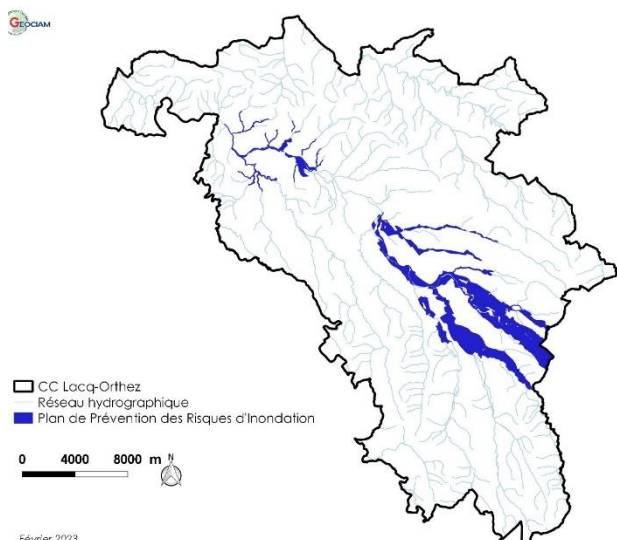 GEOCIAM
CC Lacq-Orthez
Réseau hydrographique
Plan de Prévention des Risques d'Inondation
0 4000 8000 m N
Février 2023